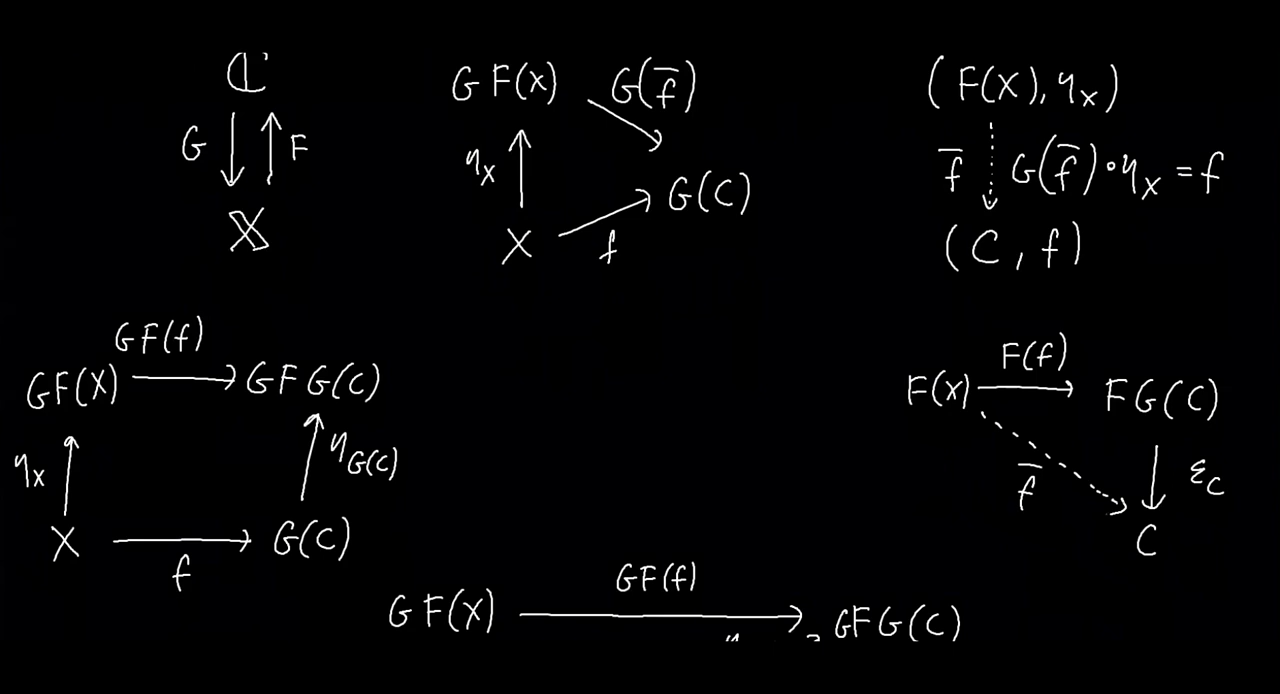 ℂ
G F
𝕏
GF(X) G(f̅)
η_X
G(C)
X f
(F(X), η_X)
f̅ G(f̅)∘η_X = f
(C, f)
GF(f)
GF(X) GFG(C)
η_X η_G(C)
X G(C)
f
F(f)
F(X) FG(C)
f̅ ε_C
C
GF(f)
GF(X) GFG(C)